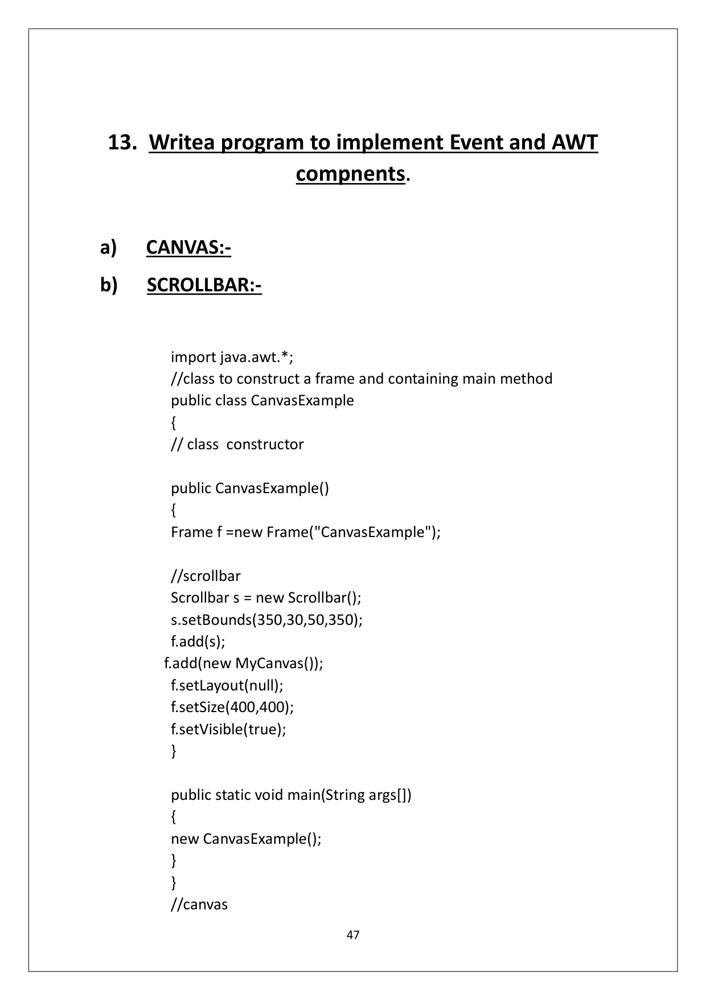 13. Writea program to implement Event and AWT
compnents.
a) CANVAS:-
b) SCROLLBAR:-
import java.awt.*;
//class to construct a frame and containing main method
public class CanvasExample
{
// class  constructor
public CanvasExample()
{
Frame f =new Frame("CanvasExample");
//scrollbar
Scrollbar s = new Scrollbar();
s.setBounds(350,30,50,350);
f.add(s);
f.add(new MyCanvas());
f.setLayout(null);
f.setSize(400,400);
f.setVisible(true);
}
public static void main(String args[])
{
new CanvasExample();
}
}
//canvas
47